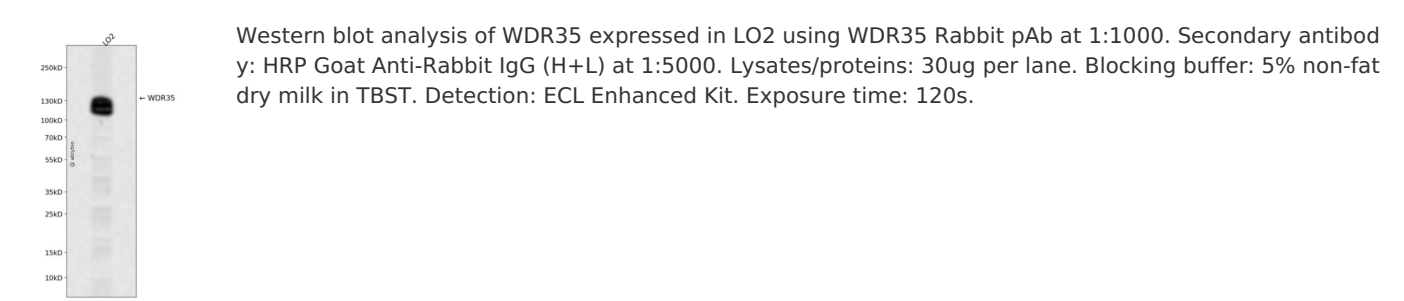 LO2
250kD
130kD
100kD
70kD
55kD
35kD
25kD
15kD
10kD
← WDR35
Western blot analysis of WDR35 expressed in LO2 using WDR35 Rabbit pAb at 1:1000. Secondary antibod
y: HRP Goat Anti-Rabbit IgG (H+L) at 1:5000. Lysates/proteins: 30ug per lane. Blocking buffer: 5% non-fat
dry milk in TBST. Detection: ECL Enhanced Kit. Exposure time: 120s.